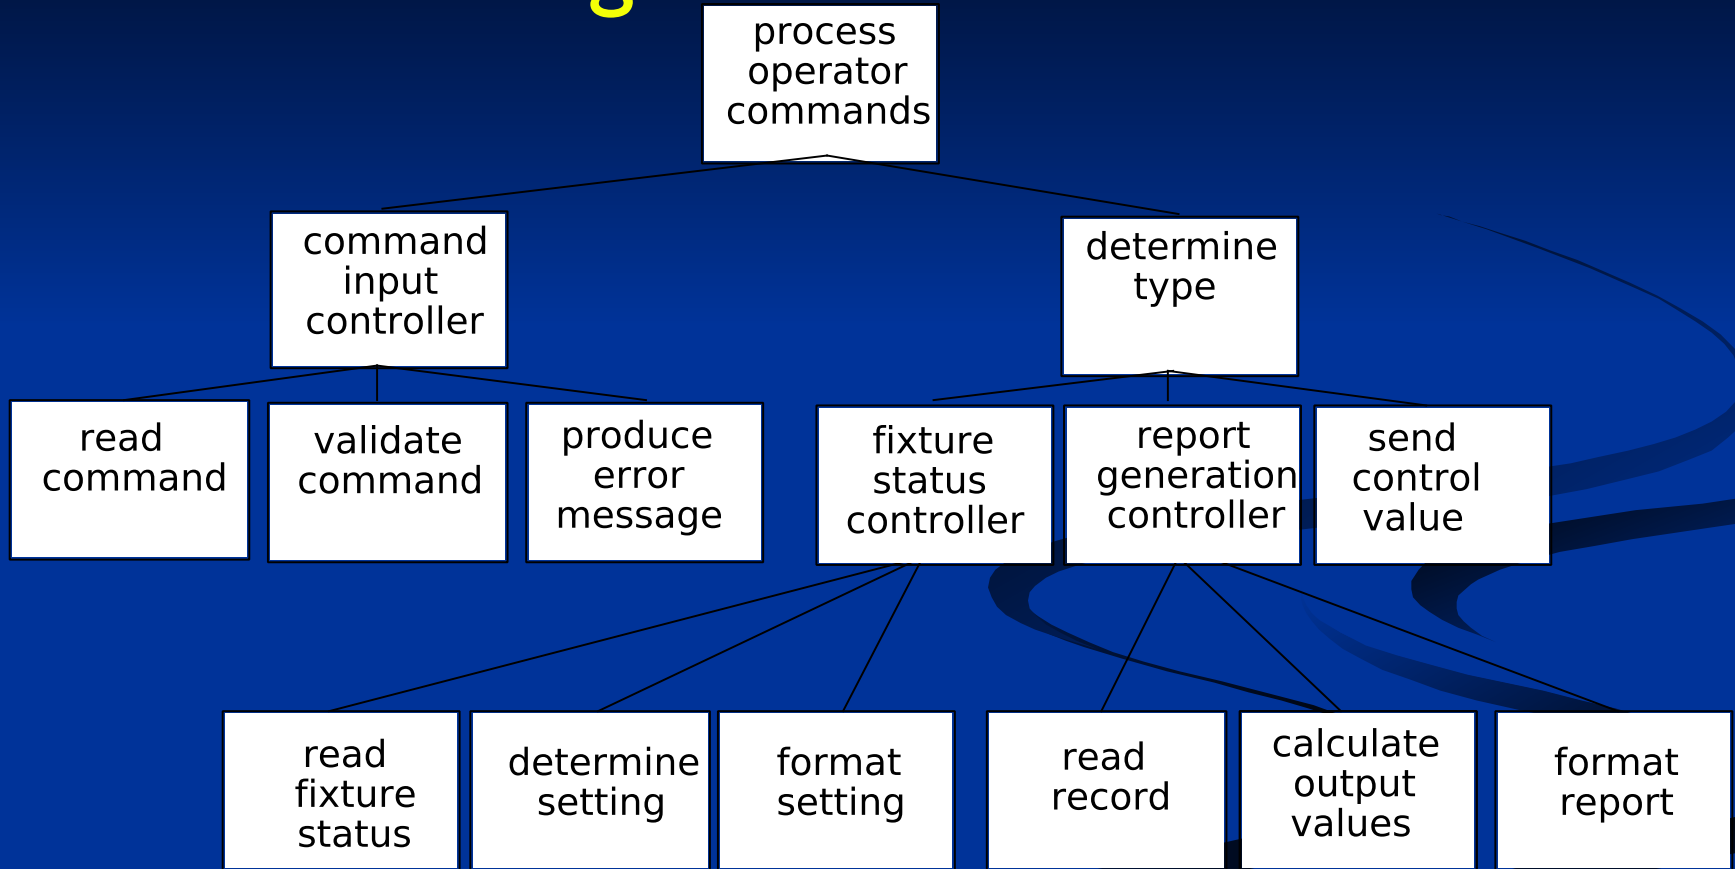 process
operator
commands
command
input
controller
determine
type
read
command
validate
command
produce
error
message
fixture
status
controller
report
generation
controller
send
control
value
read
fixture
status
determine
setting
format
setting
read
record
calculate
output
values
format
report